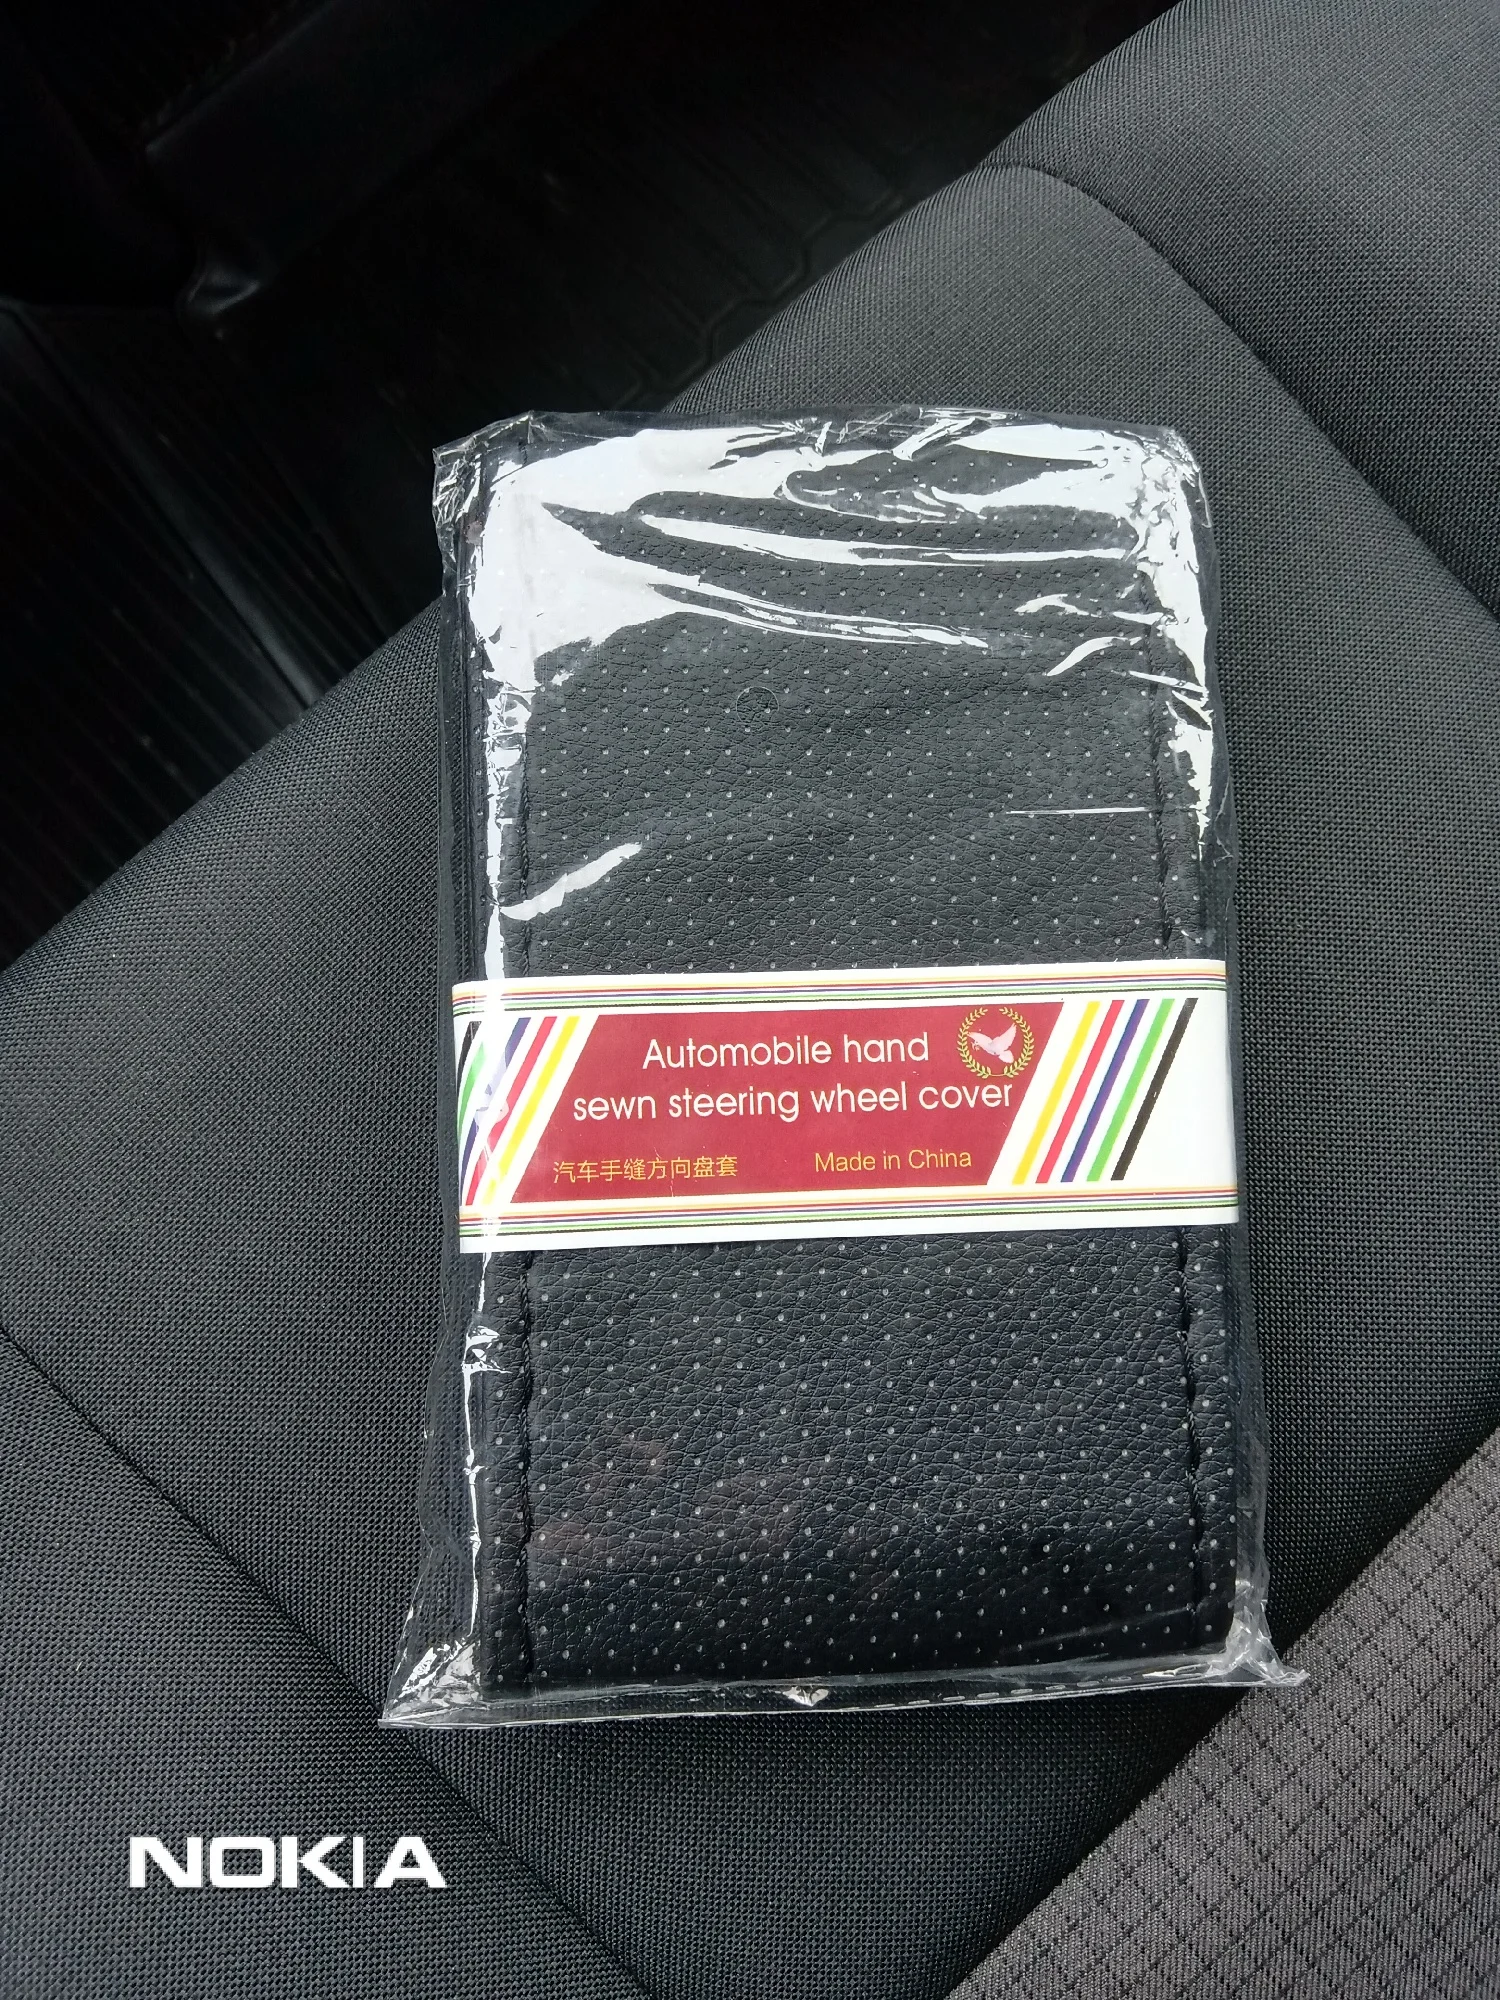 Automobile hand
sewn steering wheel cover
汽车手缝方向盘套 Made in China
NOKIA